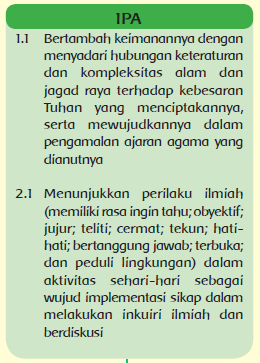 IPA
1.1 Bertambah keimanannya dengan
menyadari hubungan keteraturan
dan kompleksitas alam dan
jagad raya terhadap kebesaran
Tuhan yang menciptakannya,
serta mewujudkannya dalam
pengamalan ajaran agama yang
dianutnya
2.1 Menunjukkan perilaku ilmiah
(memiliki rasa ingin tahu; obyektif;
jujur; teliti; cermat; tekun; hati-
hati; bertanggung jawab; terbuka;
dan peduli lingkungan) dalam
aktivitas sehari-hari sebagai
wujud implementasi sikap dalam
melakukan inkuiri ilmiah dan
berdiskusi